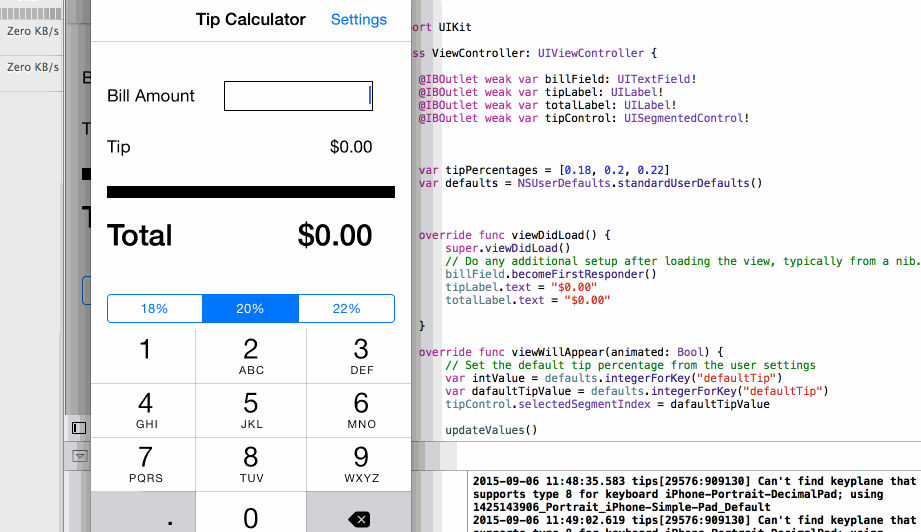 Zero KB/s
Zero KB/s
Tip Calculator
Settings
Bill Amount
Tip
$0.00
Total
$0.00
18%
20%
22%
1
2
ABC
3
DEF
4
GHI
5
JKL
6
MNO
7
PQRS
8
TUV
9
WXYZ
.
0
ort UIKit
ss ViewController: UIViewController {
@IBOutlet weak var billField: UITextField!
@IBOutlet weak var tipLabel: UILabel!
@IBOutlet weak var totalLabel: UILabel!
@IBOutlet weak var tipControl: UISegmentedControl!
var tipPercentages = [0.18, 0.2, 0.22]
var defaults = NSUserDefaults.standardUserDefaults()
override func viewDidLoad() {
super.viewDidLoad()
// Do any additional setup after loading the view, typically from a nib.
billField.becomeFirstResponder()
tipLabel.text = "$0.00"
totalLabel.text = "$0.00"
}
override func viewWillAppear(animated: Bool) {
// Set the default tip percentage from the user settings
var intValue = defaults.integerForKey("defaultTip")
var dafaultTipValue = defaults.integerForKey("defaultTip")
tipControl.selectedSegmentIndex = dafaultTipValue
updateValues()
2015-09-06 11:48:35.583 tips[29576:909130] Can't find keyplane that
supports type 8 for keyboard iPhone-Portrait-DecimalPad; using
1425143906_Portrait_iPhone-Simple-Pad_Default
2015-09-06 11:49:02.619 tips[29576:909130] Can't find keyplane that